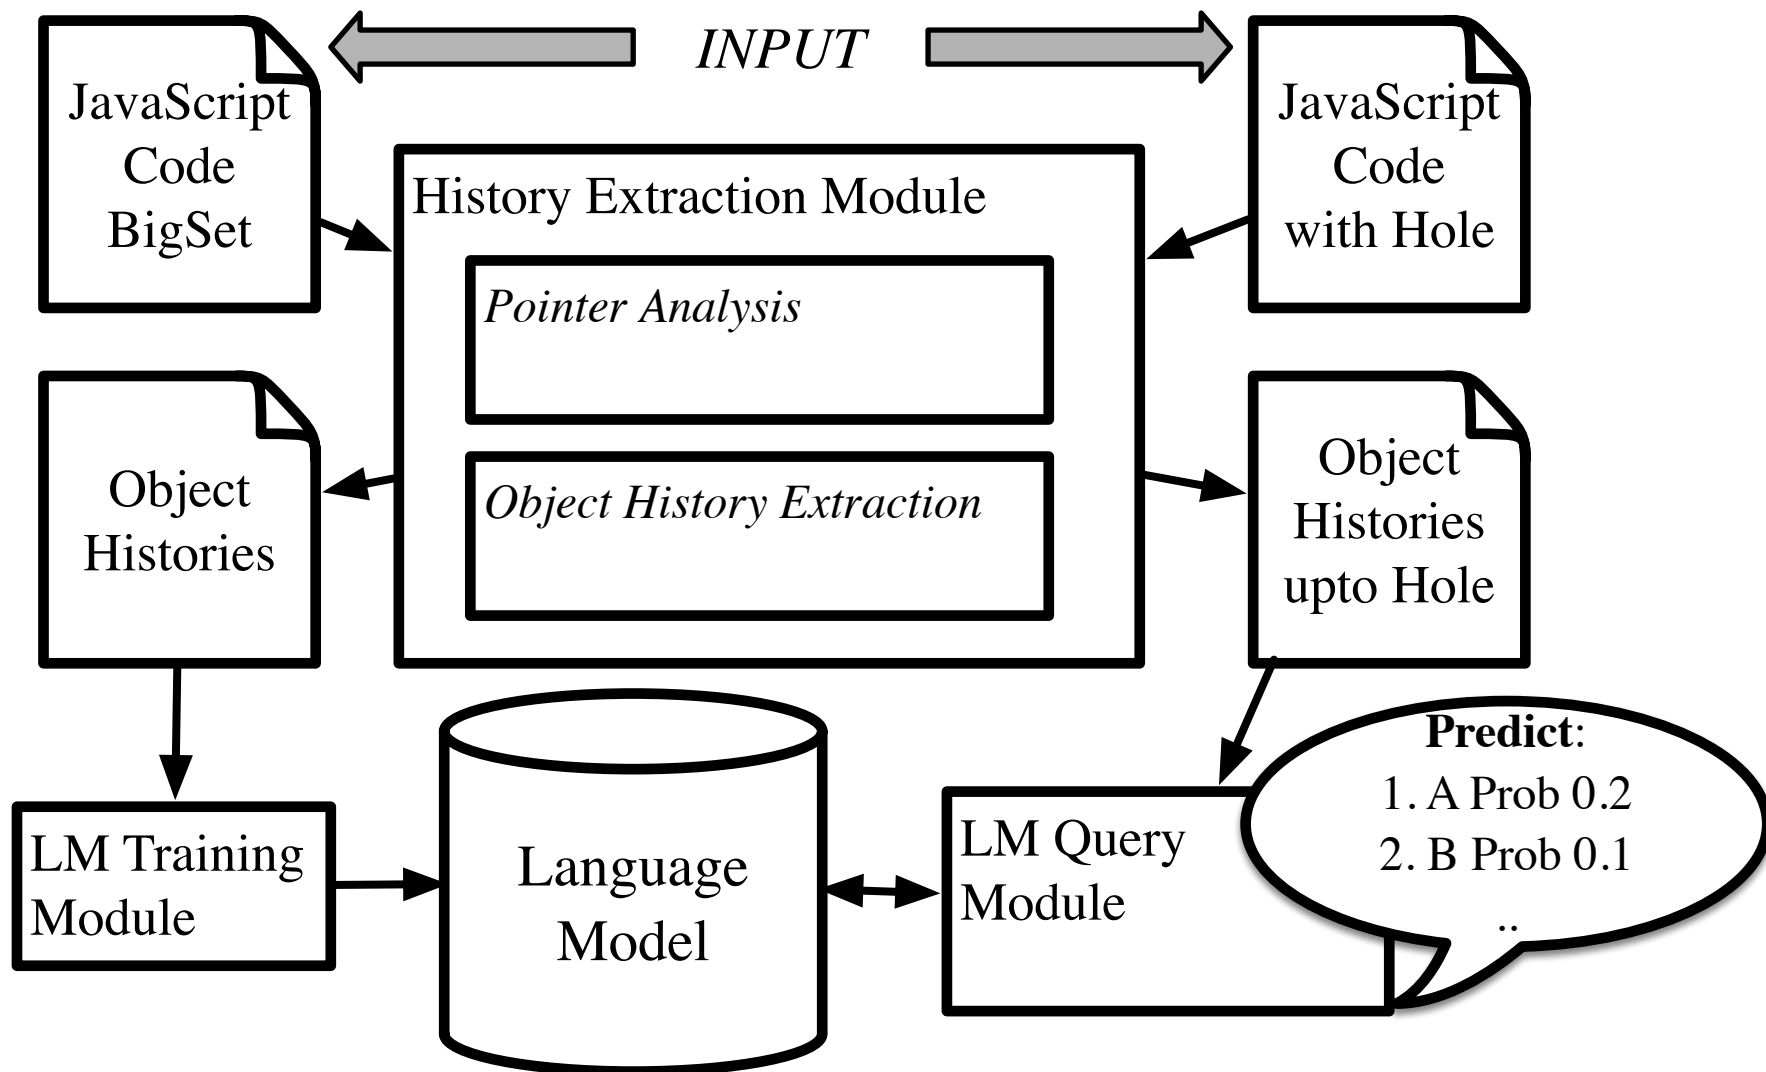 INPUT
JavaScript
Code
BigSet
JavaScript
Code
with Hole
History Extraction Module
Pointer Analysis
Object History Extraction
Object
Histories
Object
Histories
upto Hole
LM Training
Module
Language
Model
LM Query
Module
Predict:
1. A Prob 0.2
2. B Prob 0.1
..